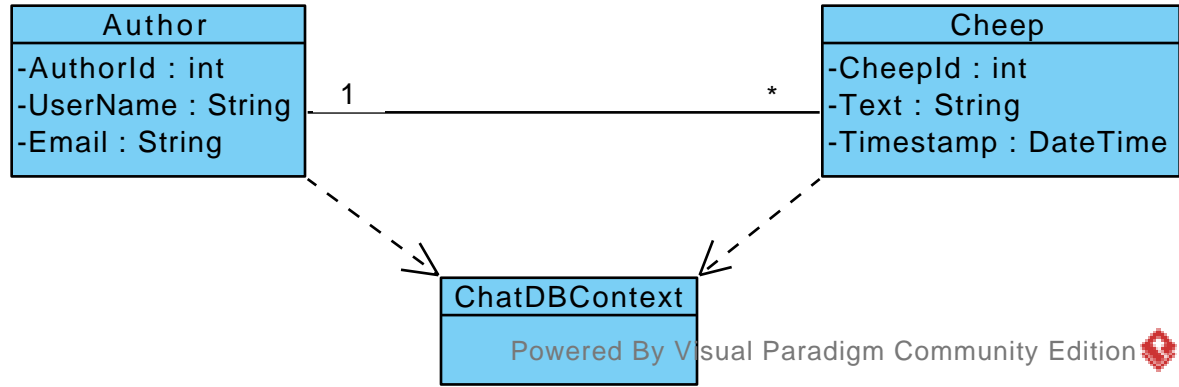 Author
-AuthorId : int
-UserName : String
-Email : String
1
*
Cheep
-CheepId : int
-Text : String
-Timestamp : DateTime
ChatDBContext
Powered By Visual Paradigm Community Edition